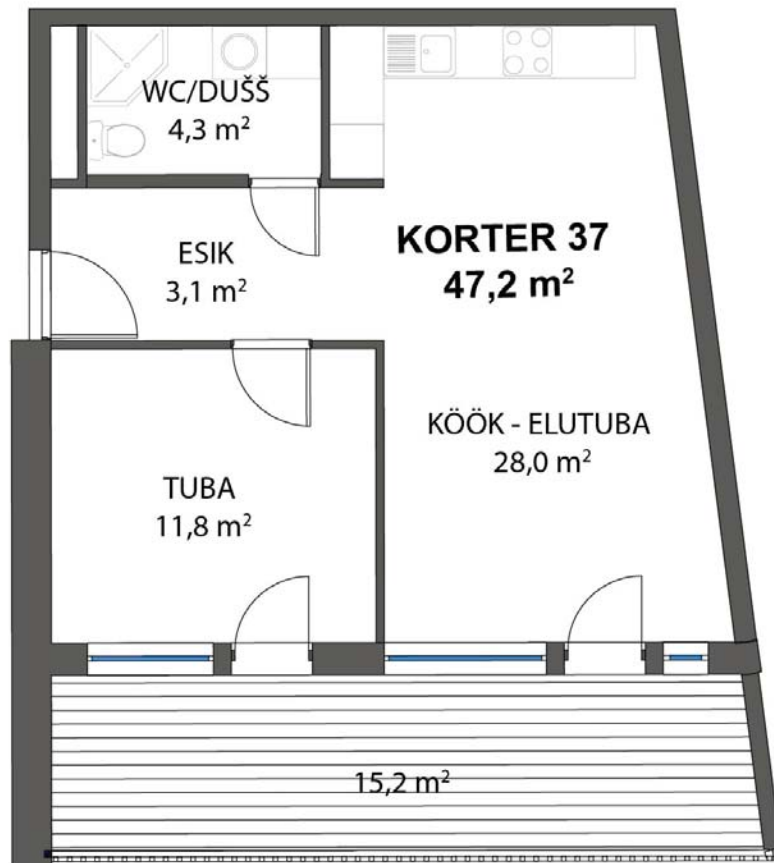 WC/DUŠŠ
4,3 m²
ESIK
3,1 m²
KORTER 37
47,2 m²
KÖÖK - ELUTUBA
28,0 m²
TUBA
11,8 m²
15,2 m²